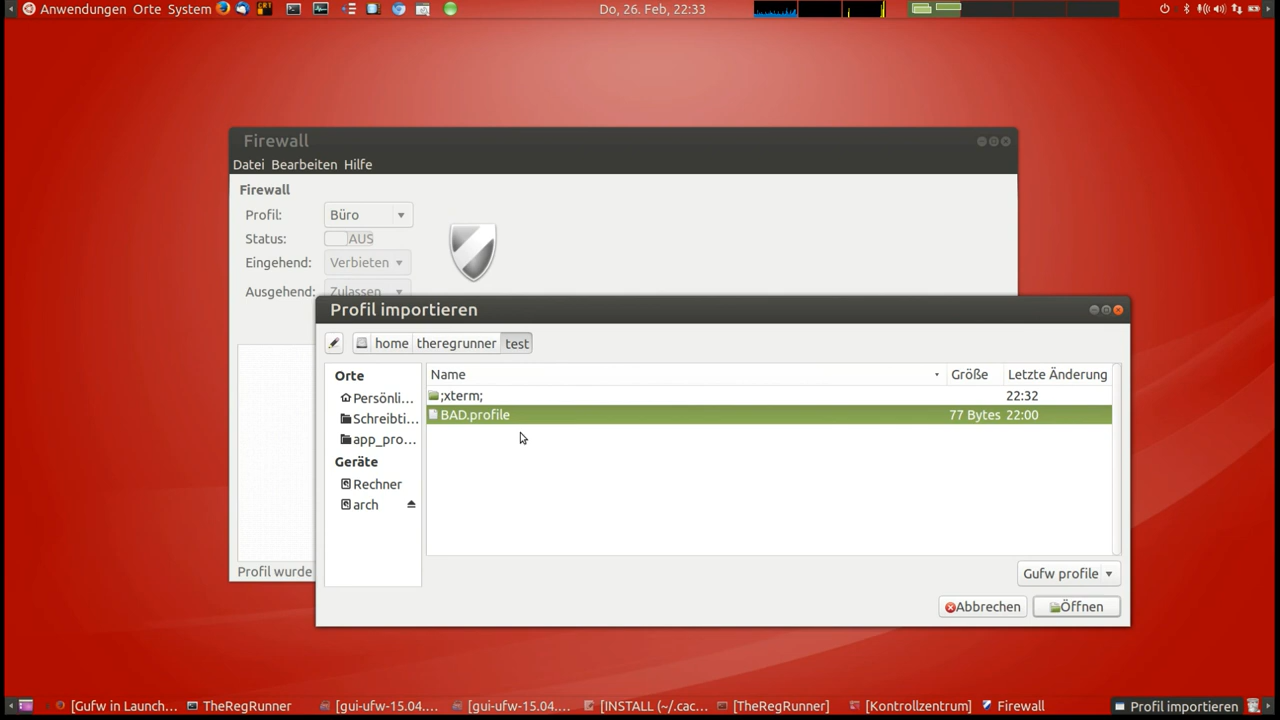 Anwendungen Orte System CRT Do, 26. Feb, 22:33
Firewall
Datei Bearbeiten Hilfe
Firewall
Profil: Büro
Status: AUS
Eingehend: Verbieten
Ausgehend: Zulassen
Profil importieren
home theregrunner test
Orte
Persönli...
Schreibti...
app_pro...
Geräte
Rechner
arch
Name Größe Letzte Änderung
;xterm; 22:32
BAD.profile 77 Bytes 22:00
Gufw profile
Profil wurde
Abbrechen Öffnen
[Gufw in Launch... TheRegRunner [gui-ufw-15.04.... [gui-ufw-15.04.... [INSTALL (~/.cac... [TheRegRunner] [Kontrollzentrum] Firewall Profil importieren